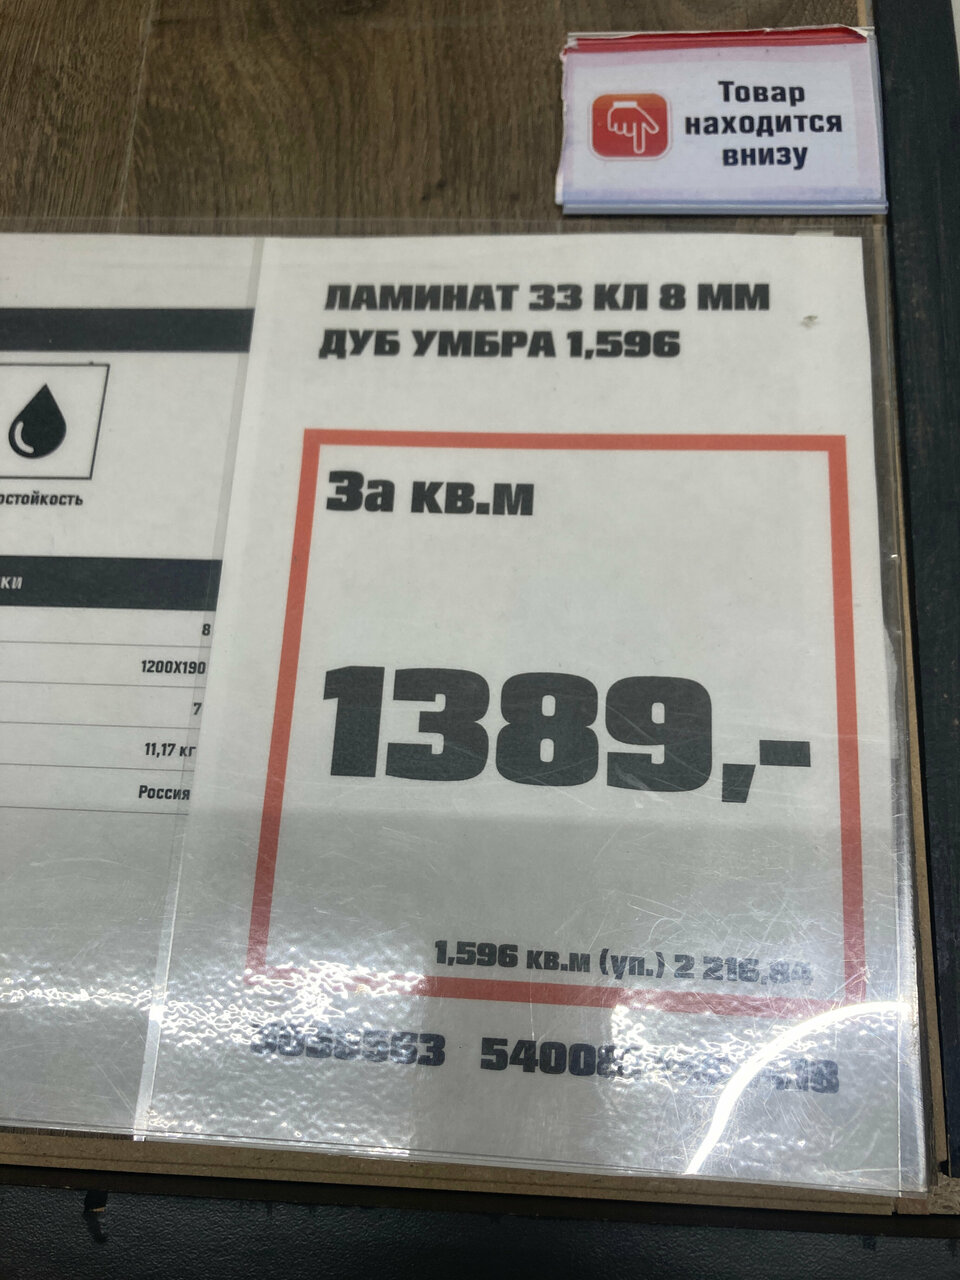 Товар
находится
внизу
ЛАМИНАТ 33 КЛ 8 ММ
ДУБ УМБРА 1,596
За кв.м
1389,-
1,596 кв.м (уп.) 2 216,84
остойкость
ки
8
1200X190
7
11,17 кг
Россия